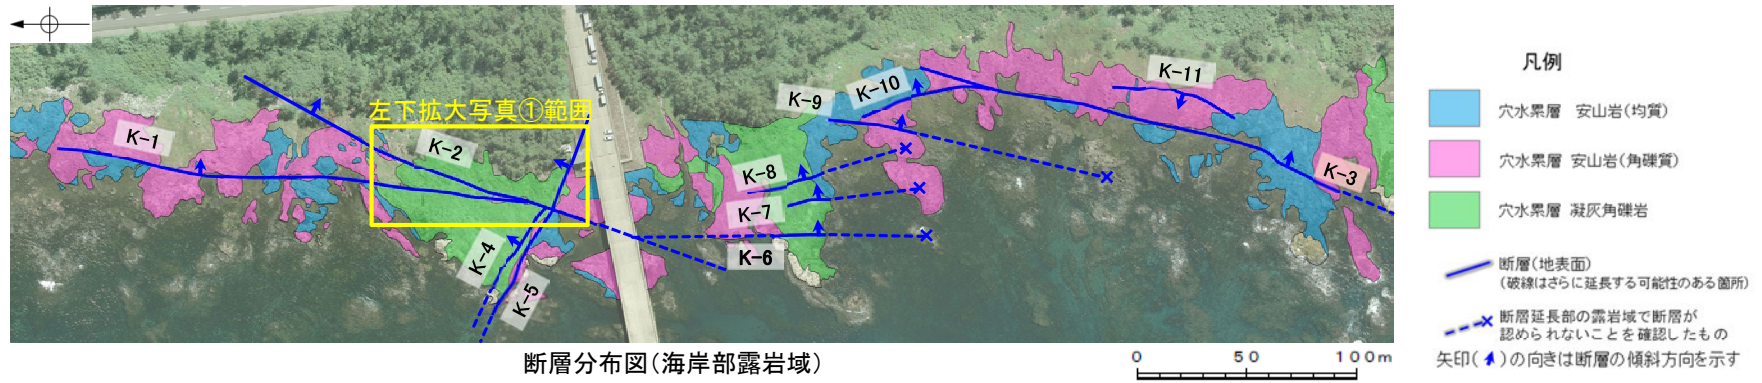 左下拡大写真①範囲
K-1
K-2
K-4
K-5
K-9
K-10
K-11
K-8
K-7
K-6
K-3
断層分布図(海岸部露岩域)
0 50 100m
凡例
穴水累層 安山岩(均質)
穴水累層 安山岩(角礫質)
穴水累層 凝灰角礫岩
断層(地表面)
(破線はさらに延長する可能性のある箇所)
断層延長部の露岩域で断層が
認められないことを確認したもの
矢印( )の向きは断層の傾斜方向を示す